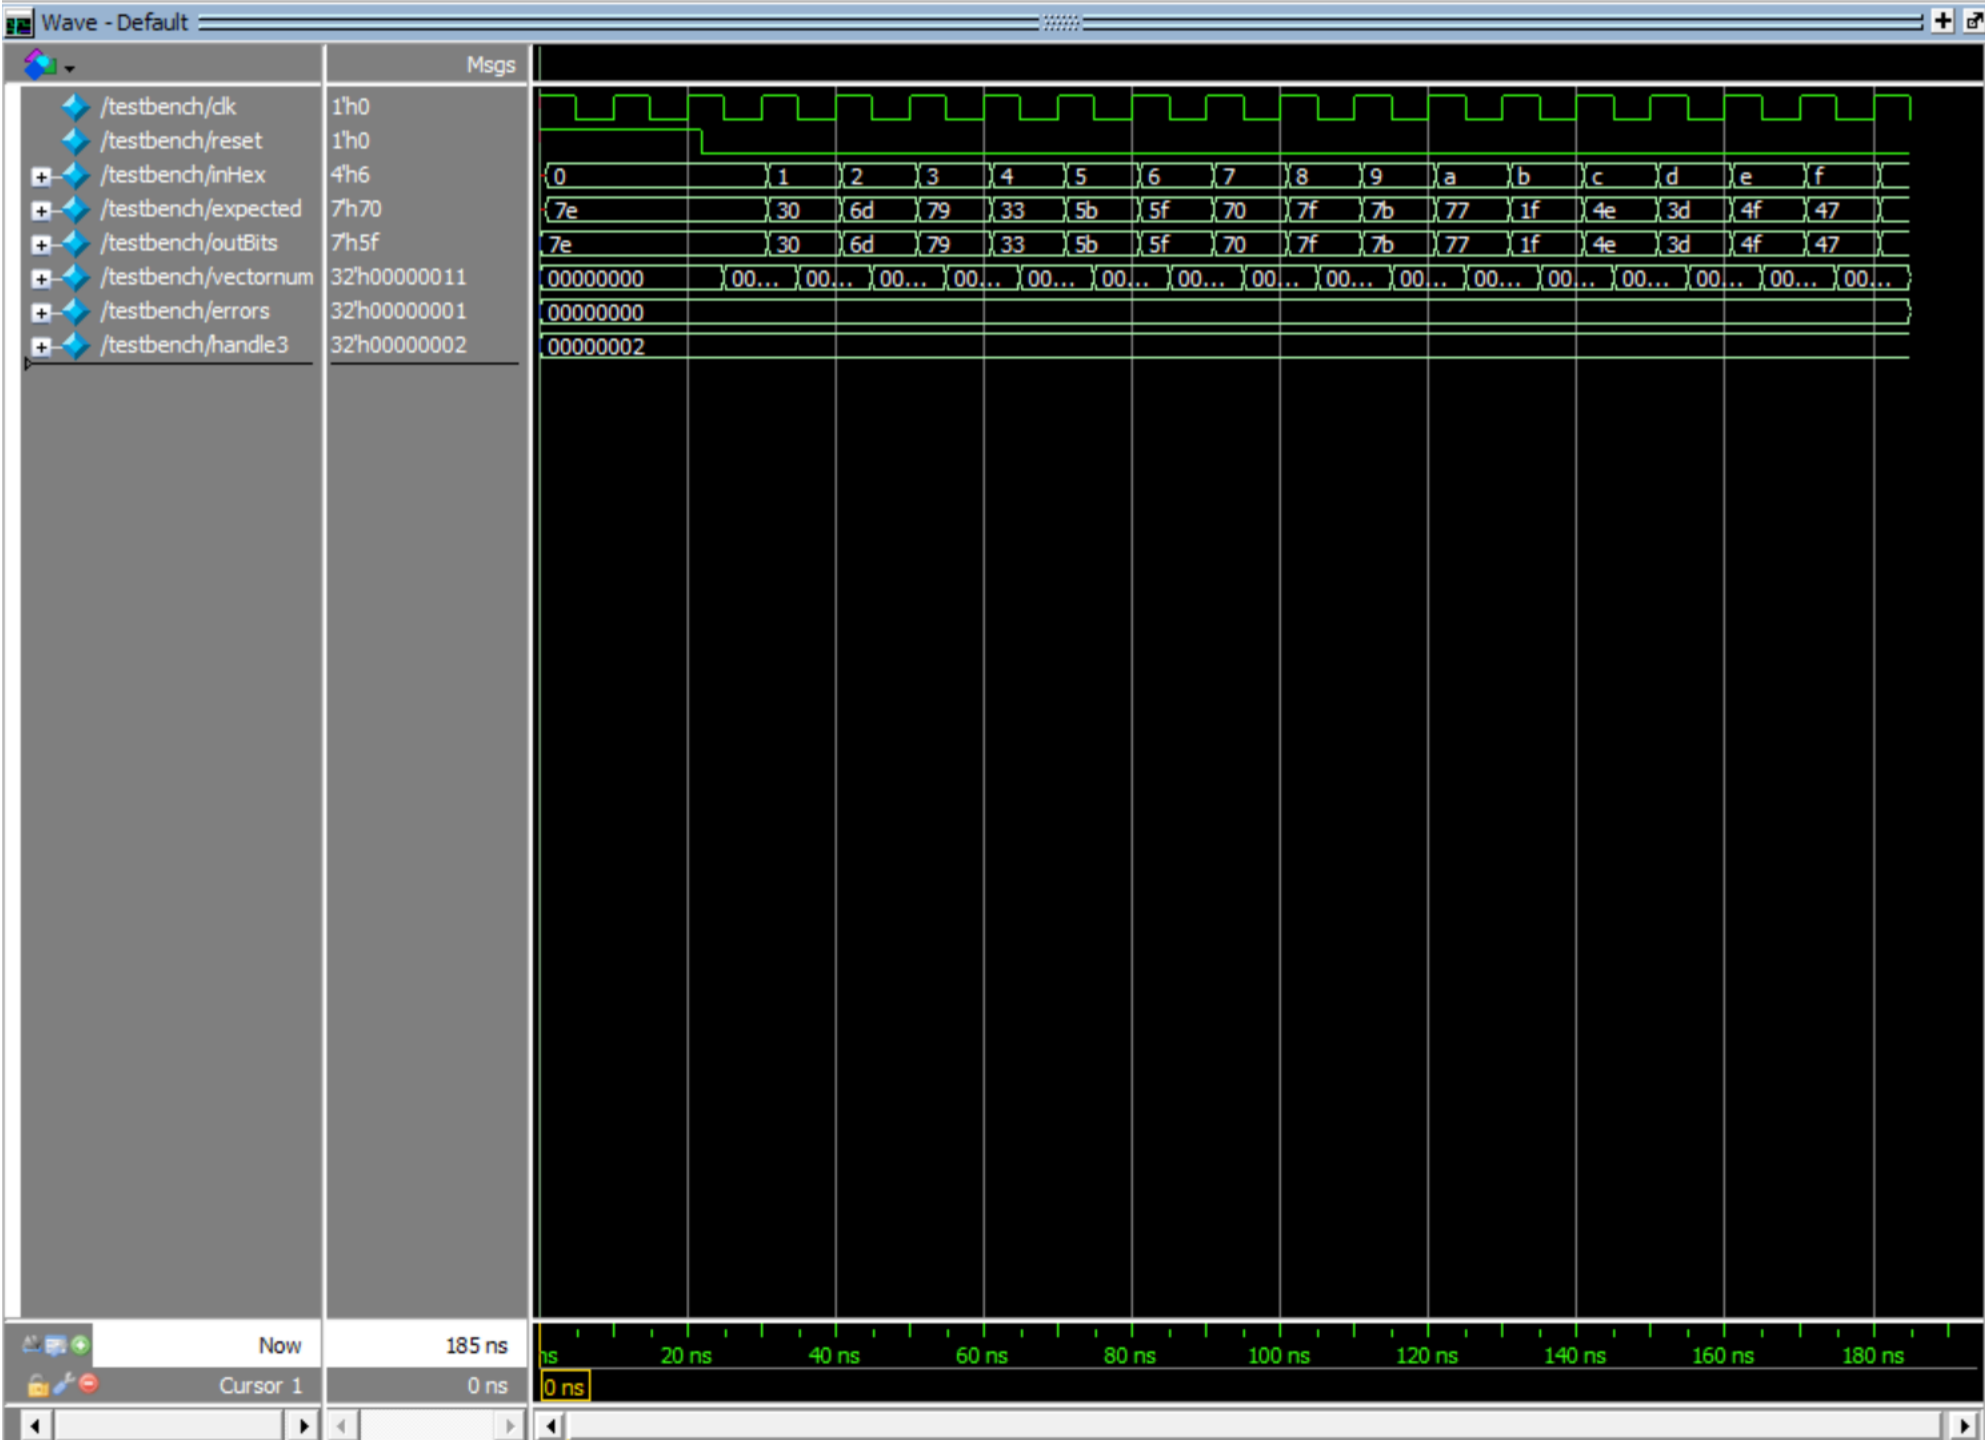 Wave - Default
Msgs
/testbench/clk 1'h0
/testbench/reset 1'h0
/testbench/inHex 4'h6 0 1 2 3 4 5 6 7 8 9 a b c d e f
/testbench/expected 7'h70 7e 30 6d 79 33 5b 5f 70 7f 7b 77 1f 4e 3d 4f 47
/testbench/outBits 7'h5f 7e 30 6d 79 33 5b 5f 70 7f 7b 77 1f 4e 3d 4f 47
/testbench/vectornum 32'h00000011 00000000 00... 00... 00... 00... 00... 00... 00... 00... 00... 00... 00... 00... 00... 00... 00... 00...
/testbench/errors 32'h00000001 00000000
/testbench/handle3 32'h00000002 00000002
Now 185 ns ns 20 ns 40 ns 60 ns 80 ns 100 ns 120 ns 140 ns 160 ns 180 ns
Cursor 1 0 ns 0 ns